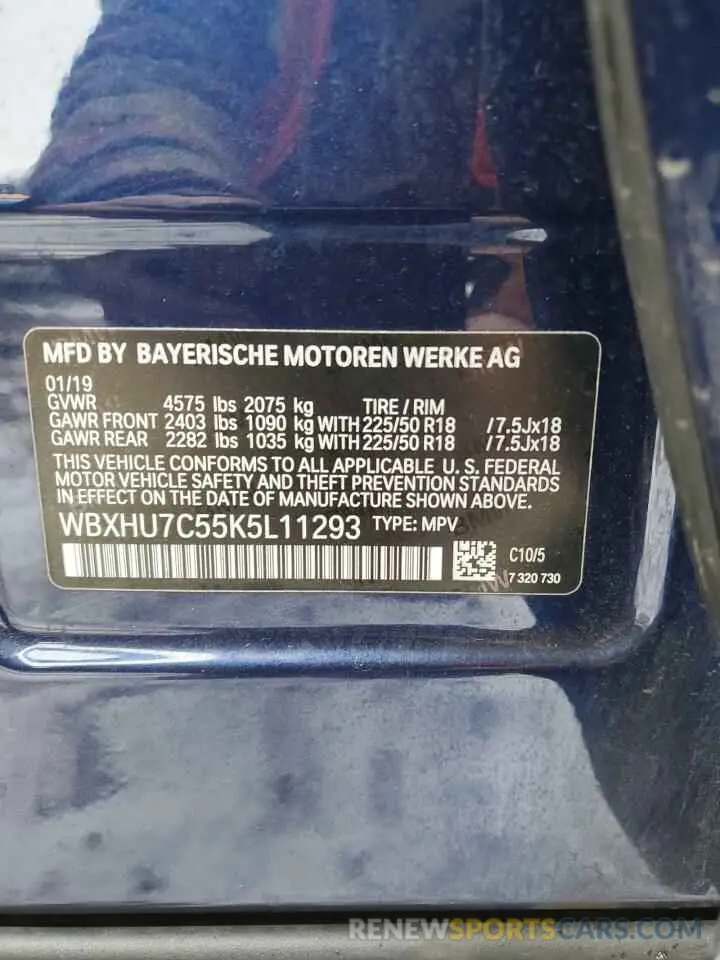 MFD BY BAYERISCHE MOTOREN WERKE AG
01/19
GVWR 4575 lbs 2075 kg TIRE / RIM
GAWR FRONT 2403 lbs 1090 kg WITH 225/50 R18 /7.5Jx18
GAWR REAR 2282 lbs 1035 kg WITH 225/50 R18 /7.5Jx18
THIS VEHICLE CONFORMS TO ALL APPLICABLE U. S. FEDERAL
MOTOR VEHICLE SAFETY AND THEFT PREVENTION STANDARDS
IN EFFECT ON THE DATE OF MANUFACTURE SHOWN ABOVE.
WBXHU7C55K5L11293 TYPE: MPV
C10/5
7 320 730
RENEWSPORTSCARS.COM